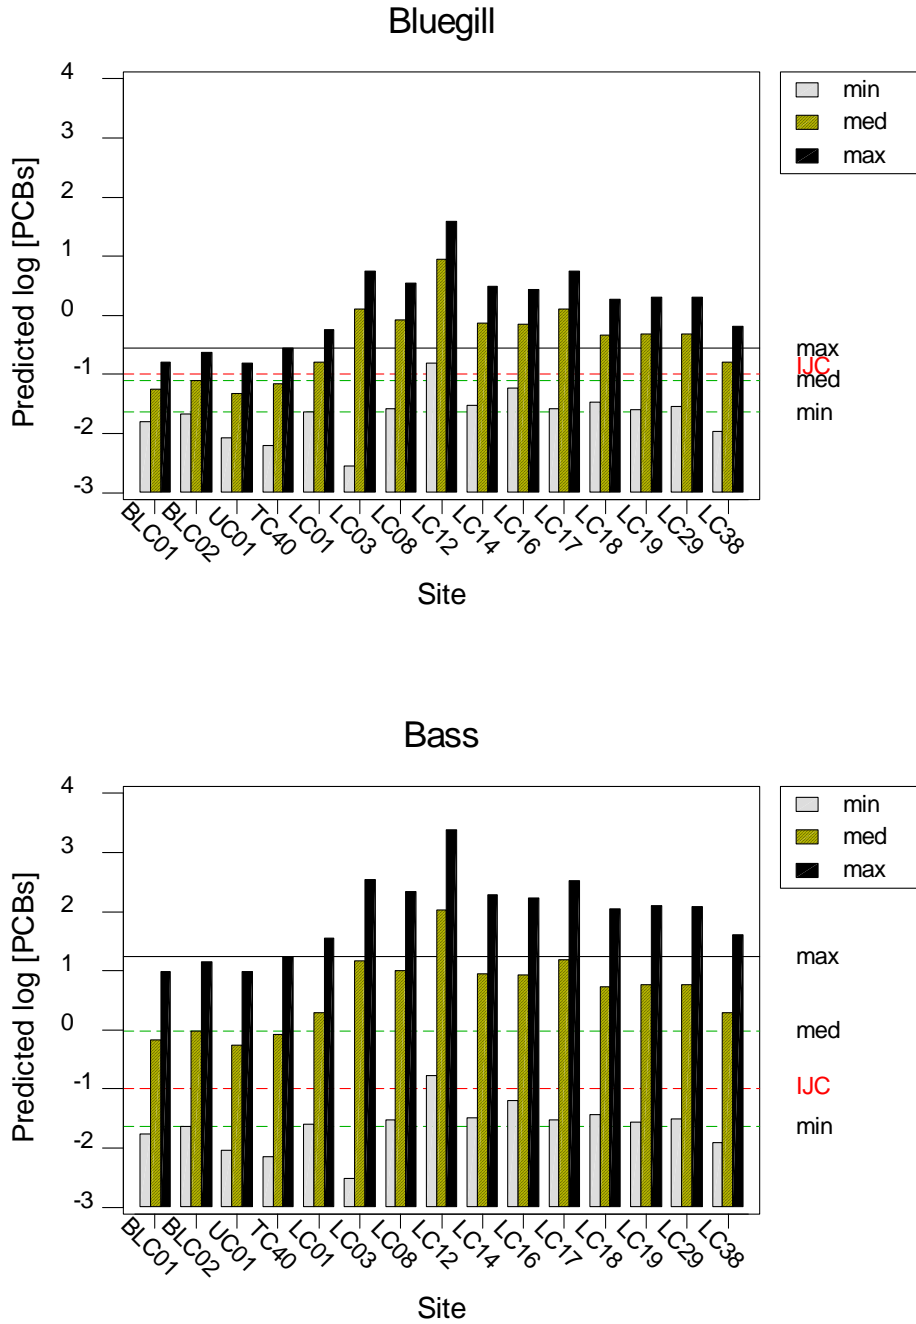 Bluegill
4
3
2
1
0
-1
-2
-3
Predicted log [PCBs]
min
med
max
max
IJC
med
min
BLC01
BLC02
UC01
TC40
LC01
LC03
LC08
LC12
LC14
LC16
LC17
LC18
LC19
LC29
LC38
Site
Bass
4
3
2
1
0
-1
-2
-3
Predicted log [PCBs]
min
med
max
max
med
IJC
min
BLC01
BLC02
UC01
TC40
LC01
LC03
LC08
LC12
LC14
LC16
LC17
LC18
LC19
LC29
LC38
Site